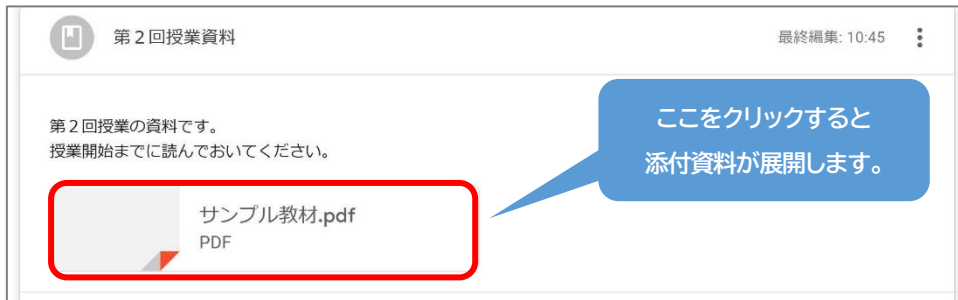 第2回授業資料
最終編集: 10:45
第2回授業の資料です。
授業開始までに読んでおいてください。
ここをクリックすると
添付資料が展開します。
サンプル教材.pdf
PDF